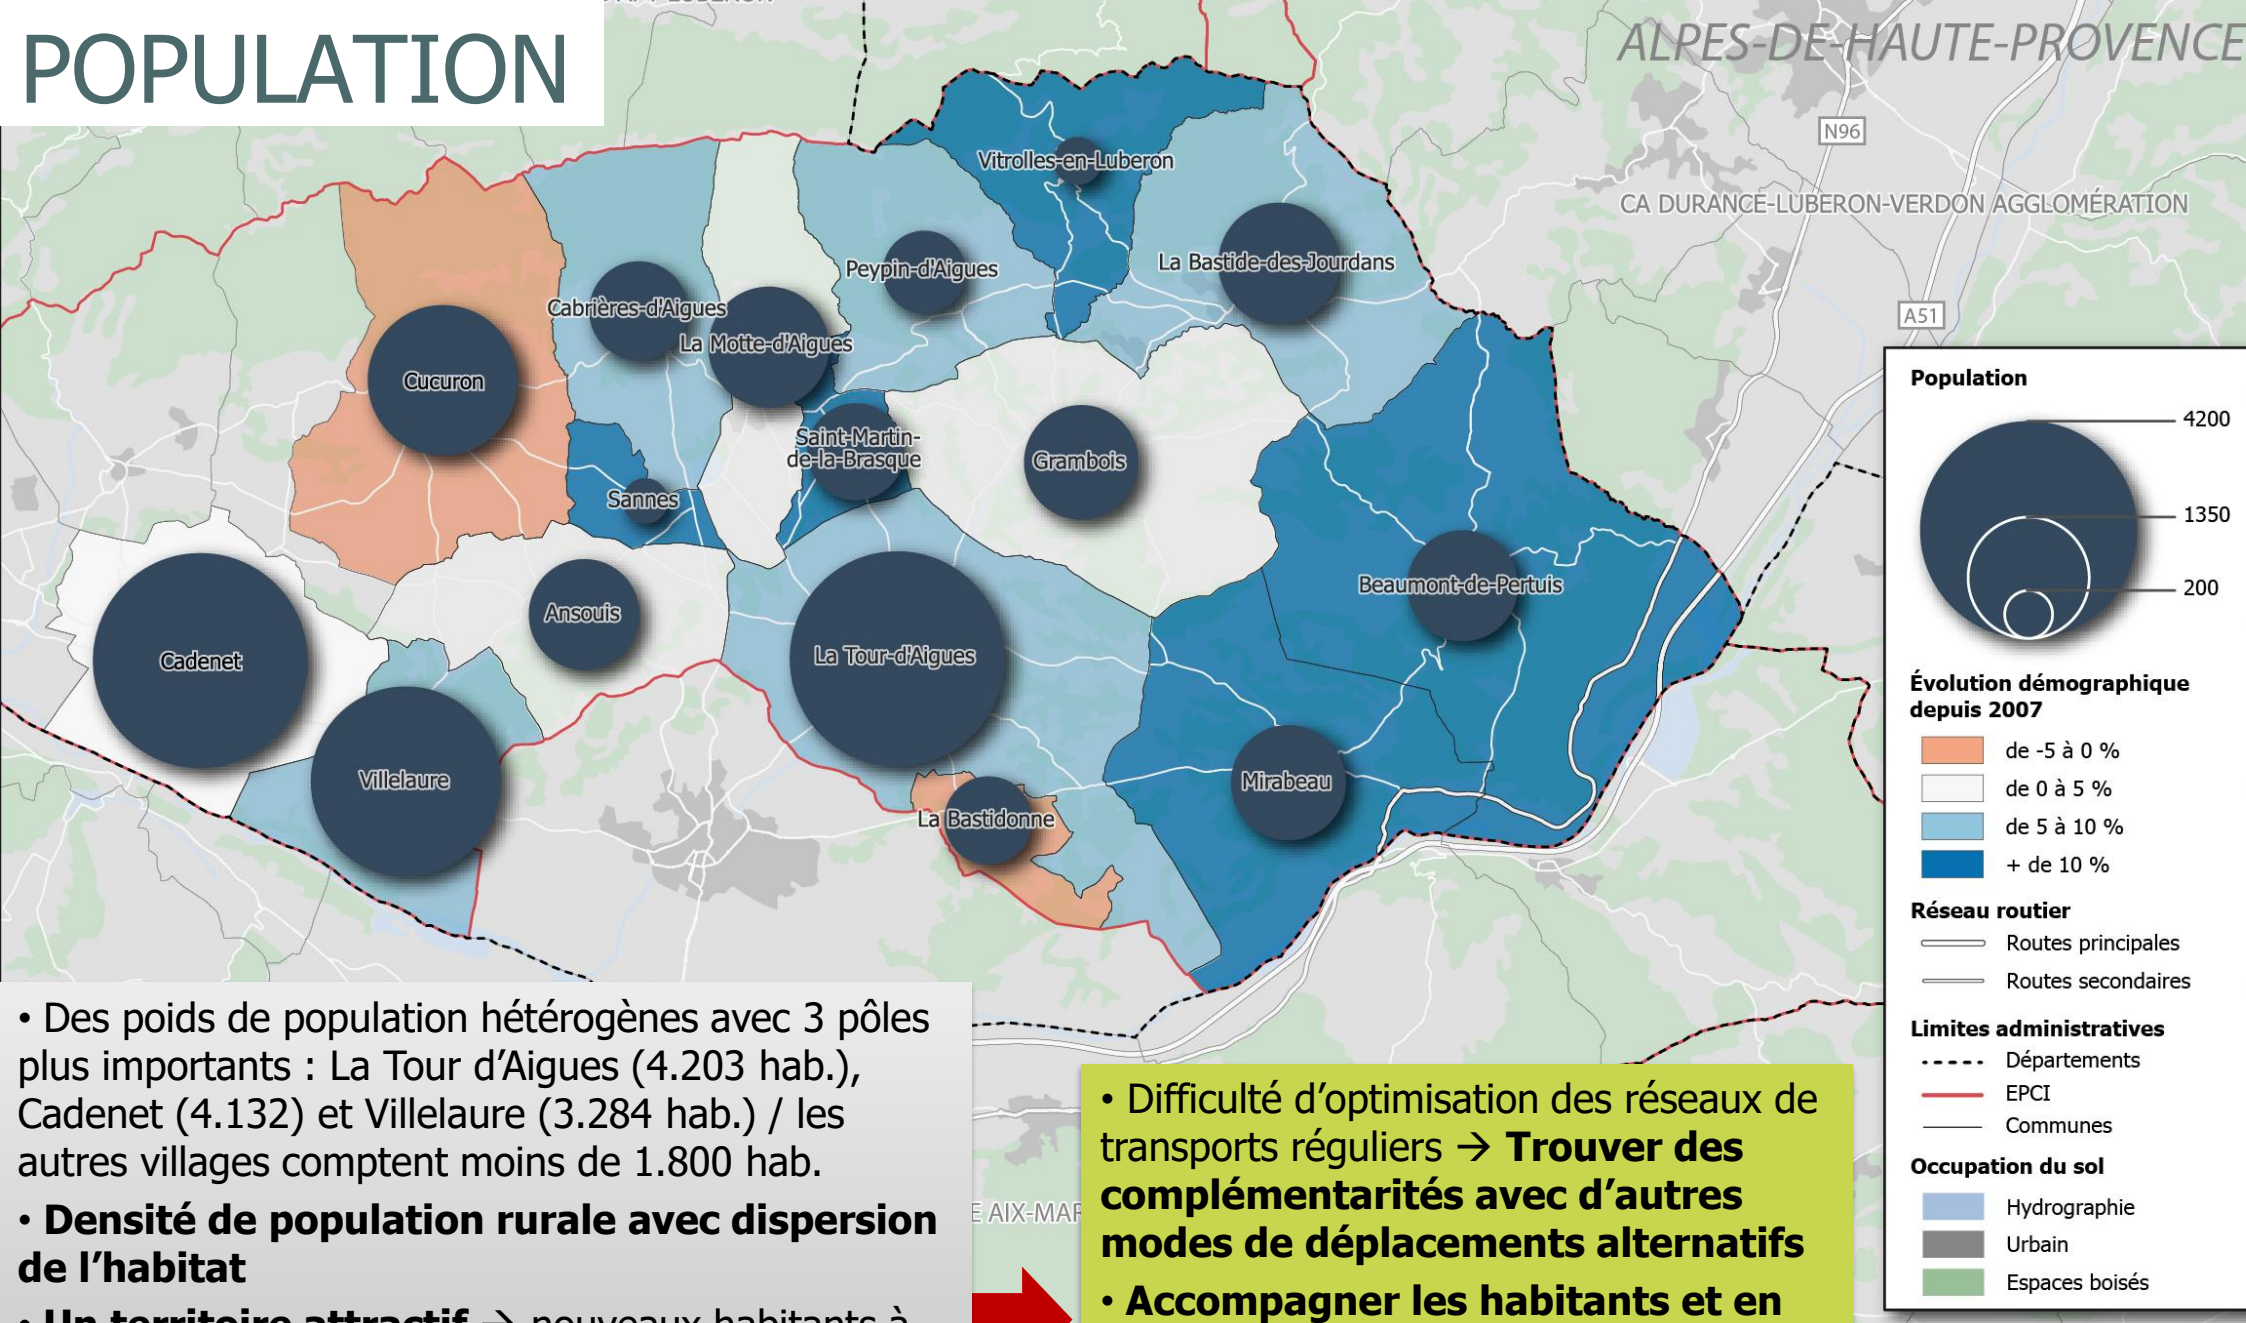 POPULATION
ALPES-DE-HAUTE-PROVENCE
N96
Vitrolles-en-Luberon
CA DURANCE-LUBERON-VERDON AGGLOMÉRATION
Peypin-d'Aigues
La Bastide-des-Jourdans
Cabrières-d'Aigues
A51
La Motte-d'Aigues
Cucuron
Saint-Martin-
de-la-Brasque
Grambois
Sannes
Beaumont-de-Pertuis
Ansouis
Cadenet
La Tour-d'Aigues
Villelaure
Mirabeau
La Bastidonne
Population
4200
1350
200
Évolution démographique
depuis 2007
de -5 à 0 %
de 0 à 5 %
de 5 à 10 %
+ de 10 %
Réseau routier
Routes principales
Routes secondaires
Limites administratives
Départements
EPCI
Communes
Occupation du sol
Hydrographie
Urbain
Espaces boisés
• Des poids de population hétérogènes avec 3 pôles
plus importants : La Tour d’Aigues (4.203 hab.),
Cadenet (4.132) et Villelaure (3.284 hab.) / les
autres villages comptent moins de 1.800 hab.
• Densité de population rurale avec dispersion
de l’habitat
• Un territoire attractif → nouveaux habitants à
E AIX-MAR
• Difficulté d’optimisation des réseaux de
transports réguliers → Trouver des
complémentarités avec d’autres
modes de déplacements alternatifs
• Accompagner les habitants et en